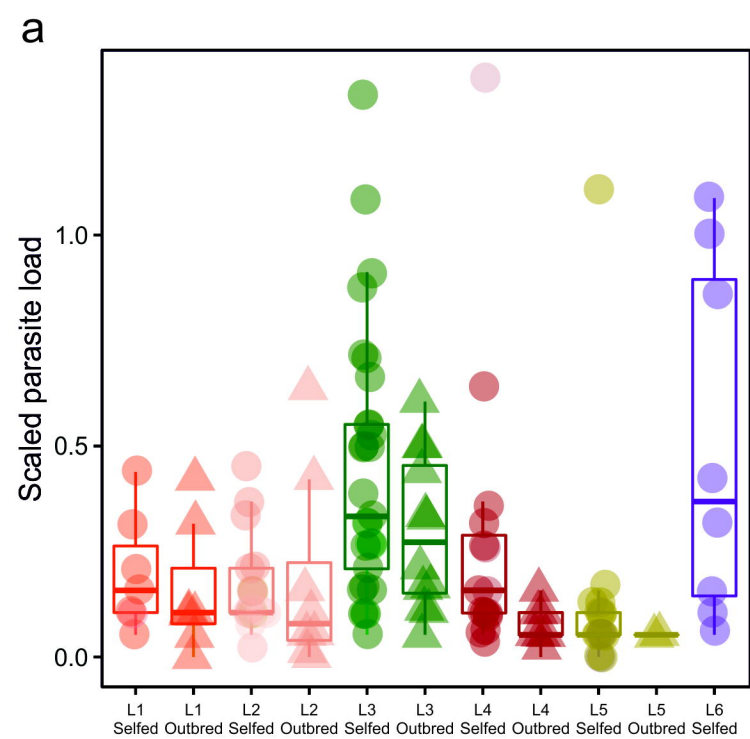 a
Scaled parasite load
1.0
0.5
0.0
L1 L1 L2 L2 L3 L3 L4 L4 L5 L5 L6
Selfed Outbred Selfed Outbred Selfed Outbred Selfed Outbred Selfed Outbred Selfed